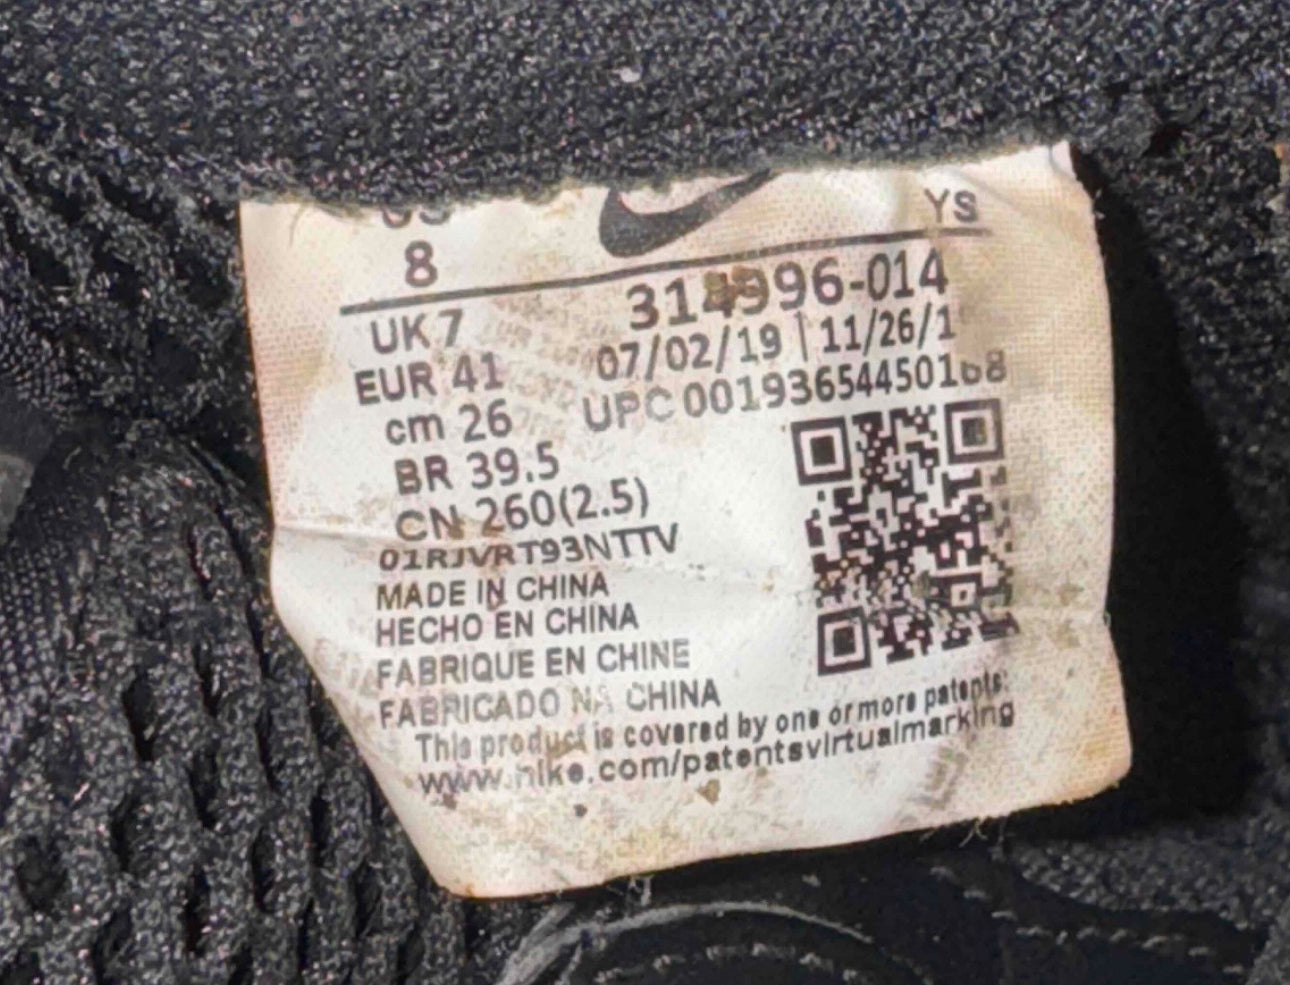 US YS
8
314996-014
UK 7
07/02/19 | 11/26/1
EUR 41
UPC 00193654450168
cm 26
BR 39.5
CN 260(2.5)
01RJVRT93NTTV
MADE IN CHINA
HECHO EN CHINA
FABRIQUE EN CHINE
FABRICADO NA CHINA
This product is covered by one or more patents:
www.nike.com/patentsvirtualmarking